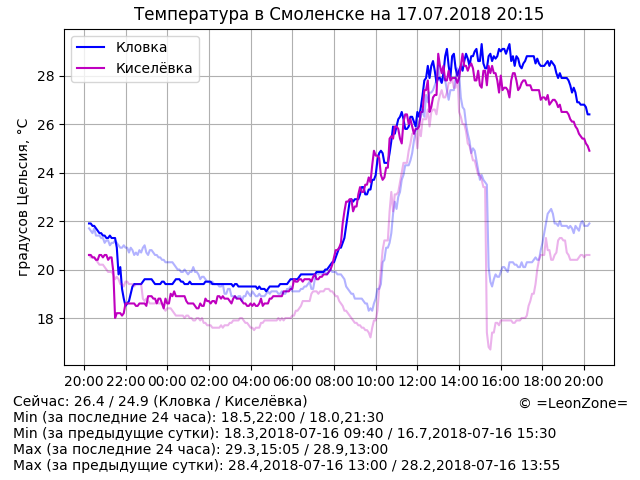 Температура в Смоленске на 17.07.2018 20:15
Кловка
Киселёвка
градусов Цельсия, °C
28
26
24
22
20
18
20:00 22:00 00:00 02:00 04:00 06:00 08:00 10:00 12:00 14:00 16:00 18:00 20:00
Сейчас: 26.4 / 24.9 (Кловка / Киселёвка)
© =LeonZone=
Min (за последние 24 часа): 18.5,22:00 / 18.0,21:30
Min (за предыдущие сутки): 18.3,2018-07-16 09:40 / 16.7,2018-07-16 15:30
Max (за последние 24 часа): 29.3,15:05 / 28.9,13:00
Max (за предыдущие сутки): 28.4,2018-07-16 13:00 / 28.2,2018-07-16 13:55